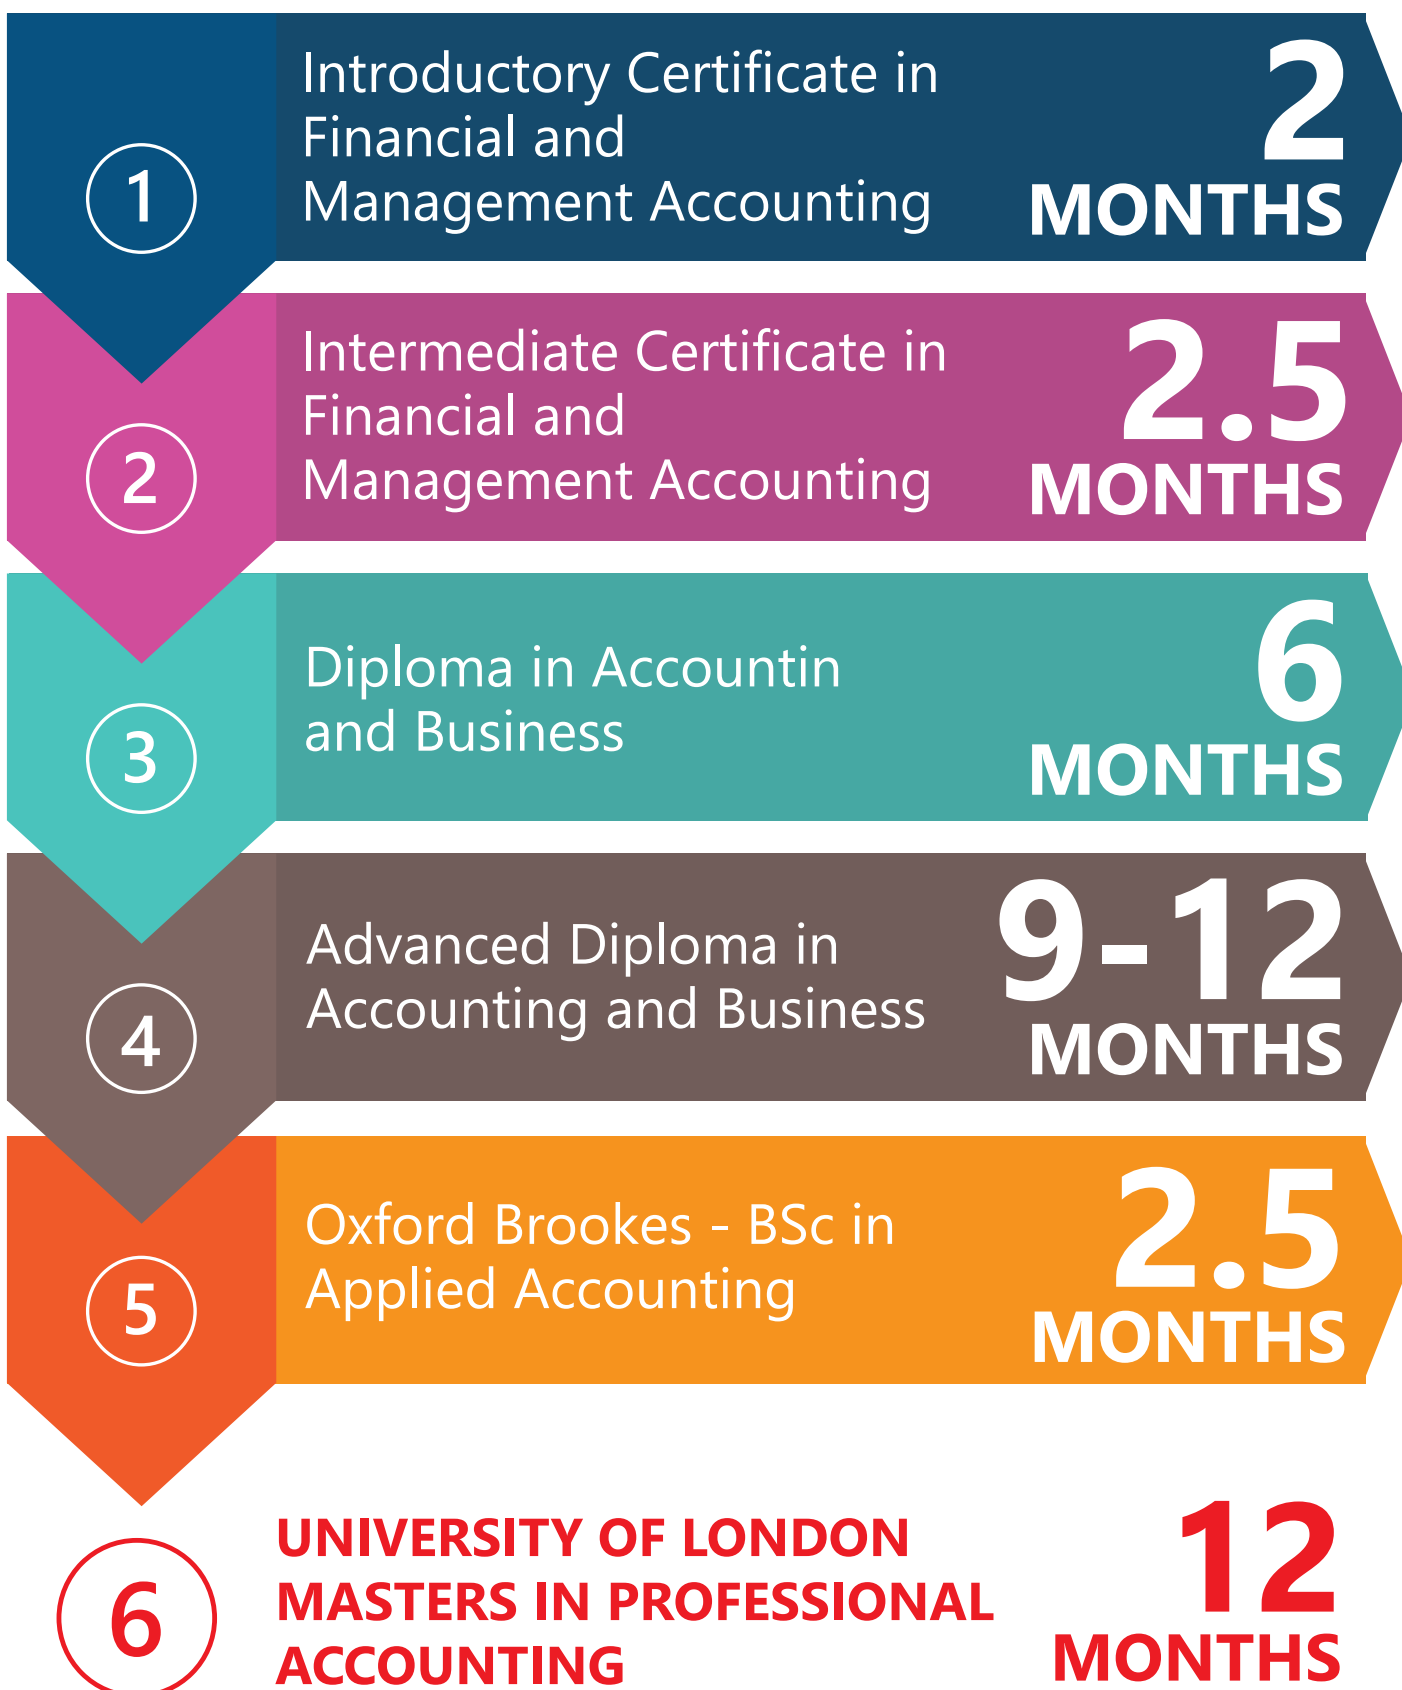 1
Introductory Certificate in
Financial and
Management Accounting
2
MONTHS
2
Intermediate Certificate in
Financial and
Management Accounting
2.5
MONTHS
3
Diploma in Accountin
and Business
6
MONTHS
4
Advanced Diploma in
Accounting and Business
9-12
MONTHS
5
Oxford Brookes - BSc in
Applied Accounting
2.5
MONTHS
6
UNIVERSITY OF LONDON
MASTERS IN PROFESSIONAL
ACCOUNTING
12
MONTHS